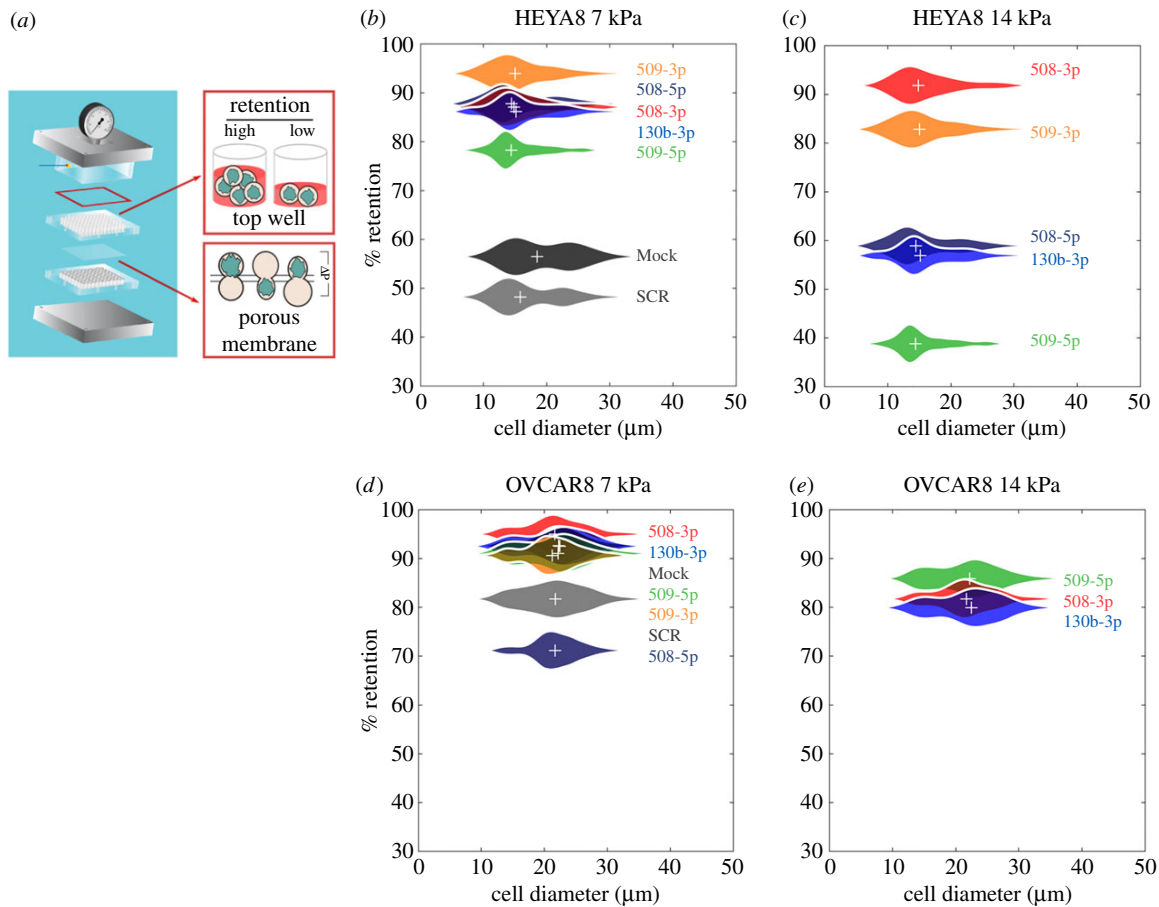 (a)
retention
high low
top well
ΔP
porous
membrane
(b)
HEYA8 7 kPa
100
90
80
70
60
50
40
30
% retention
509-3p
508-5p
508-3p
130b-3p
509-5p
Mock
SCR
0 10 20 30 40 50
cell diameter (μm)
(c)
HEYA8 14 kPa
100
90
80
70
60
50
40
30
508-3p
509-3p
508-5p
130b-3p
509-5p
0 10 20 30 40 50
cell diameter (μm)
(d)
OVCAR8 7 kPa
100
90
80
70
60
50
40
30
% retention
508-3p
130b-3p
Mock
509-5p
509-3p
SCR
508-5p
0 10 20 30 40 50
cell diameter (μm)
(e)
OVCAR8 14 kPa
100
90
80
70
60
50
40
30
509-5p
508-3p
130b-3p
0 10 20 30 40 50
cell diameter (μm)